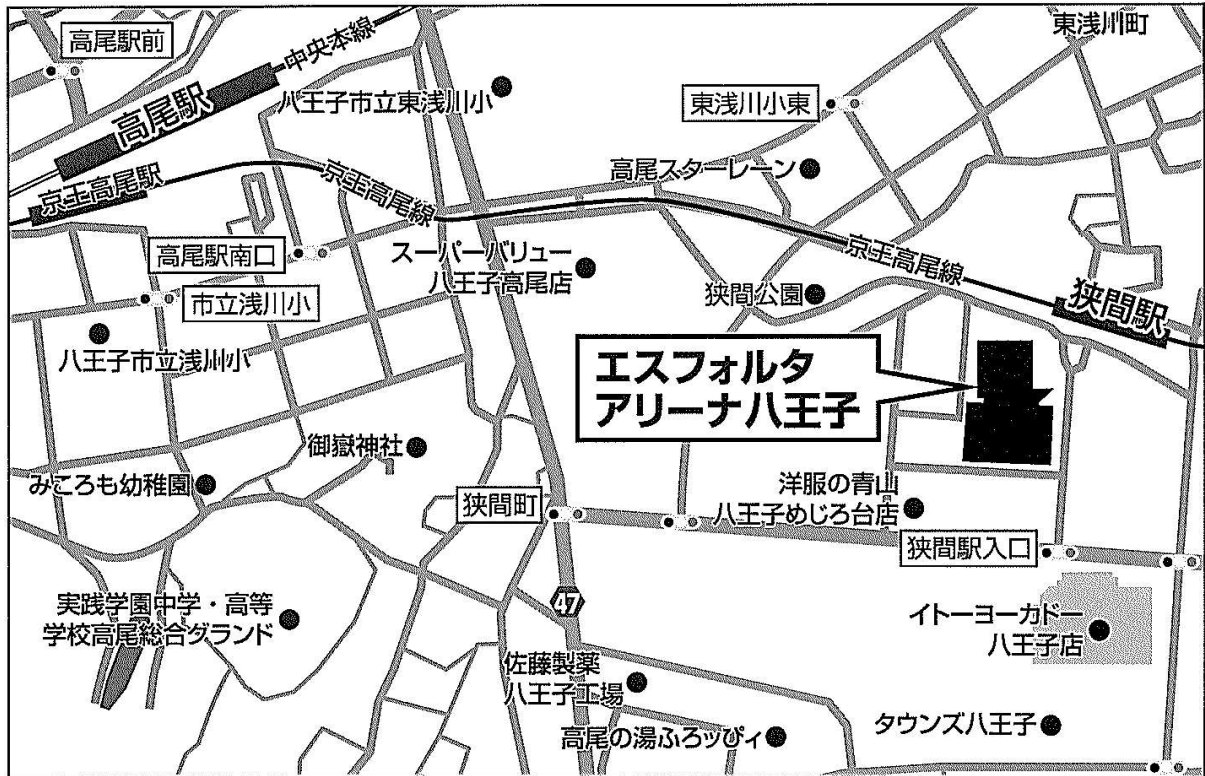 高尾駅前
中央本線
東浅川町
高尾駅
八王子市立東浅川小
東浅川小東
京王高尾駅
京王高尾線
高尾スターレーン
高尾駅南口
スーパーバリュー
八王子高尾店
京王高尾線
市立浅川小
狭間公園
狭間駅
八王子市立浅川小
エスフォルタ
アリーナ八王子
御嶽神社
みころも幼稚園
狭間町
洋服の青山
八王子めじろ台店
狭間駅入口
47
実践学園中学・高等
学校高尾総合グランド
イトーヨーカドー
八王子店
佐藤製薬
八王子工場
タウンズ八王子
高尾の湯ふろッぴィ